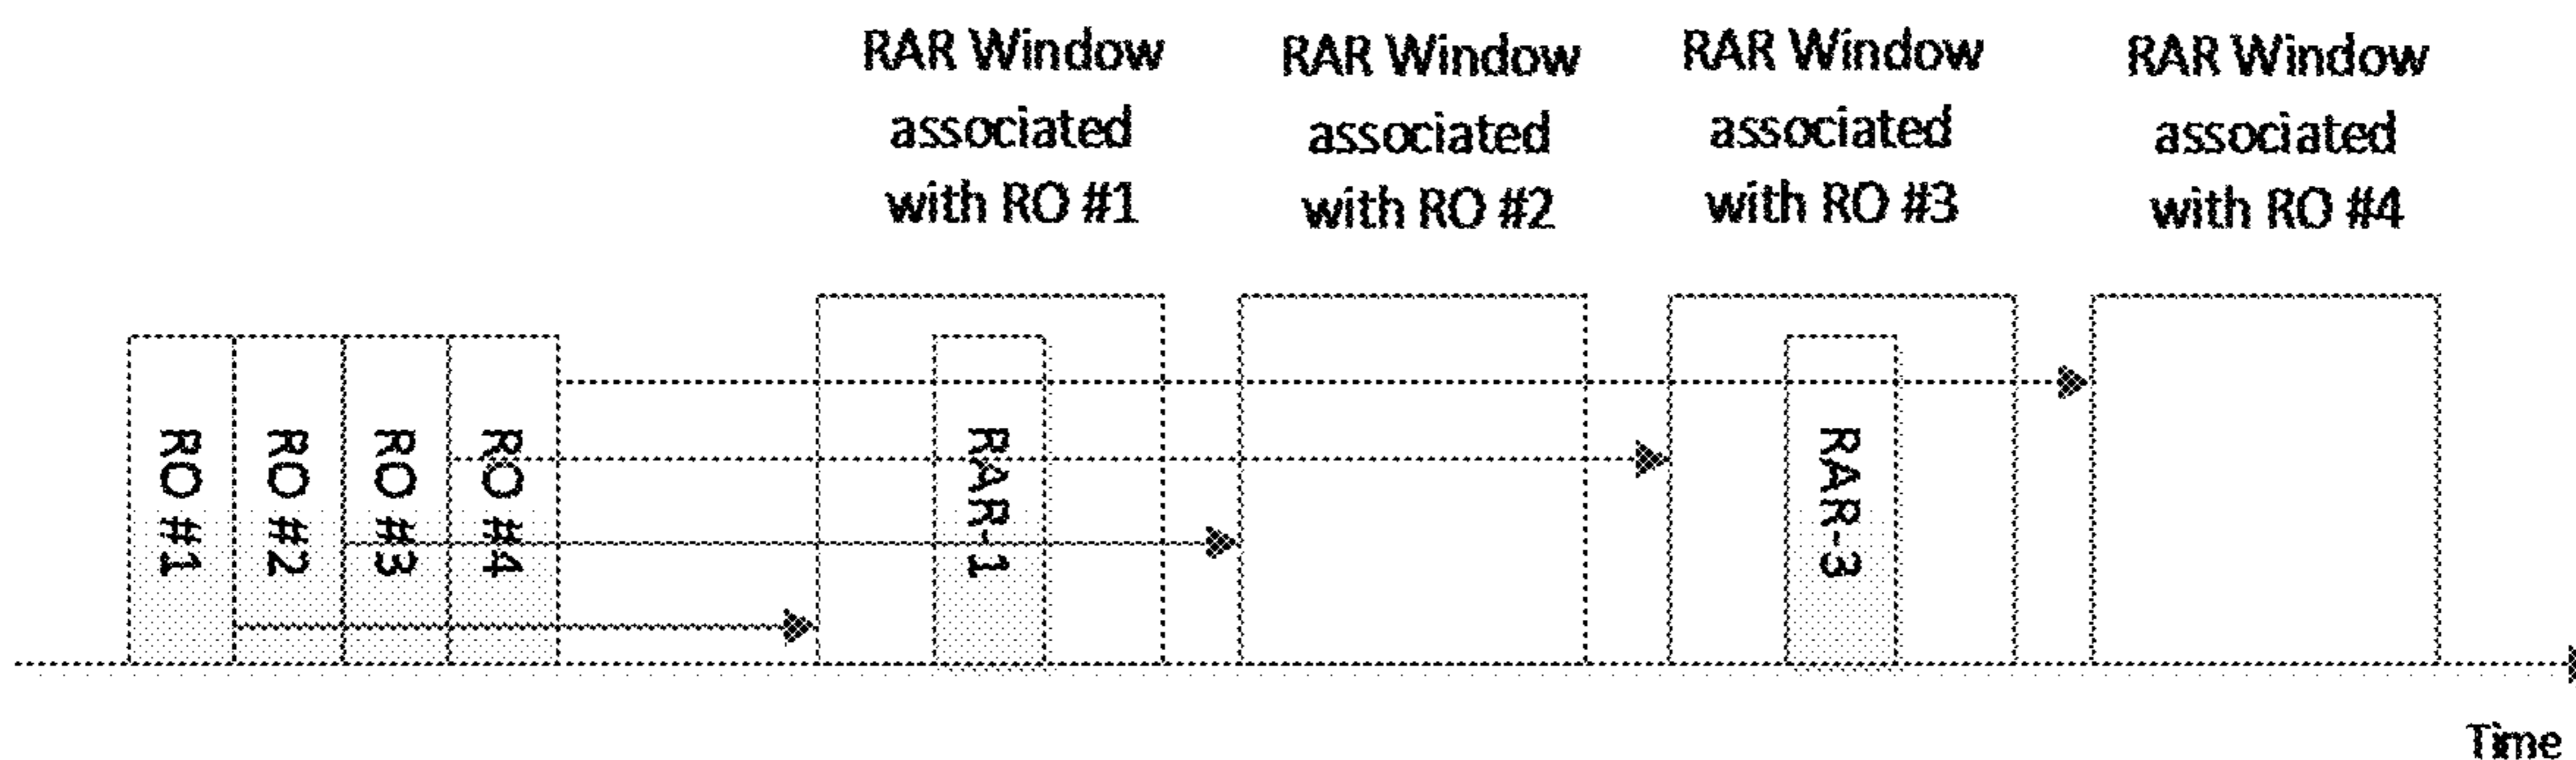 RAR Window
associated
with RO #1
RAR Window
associated
with RO #2
RAR Window
associated
with RO #3
RAR Window
associated
with RO #4
RO #1
RO #2
RO #3
RO #4
RAR-1
RAR-3
Time